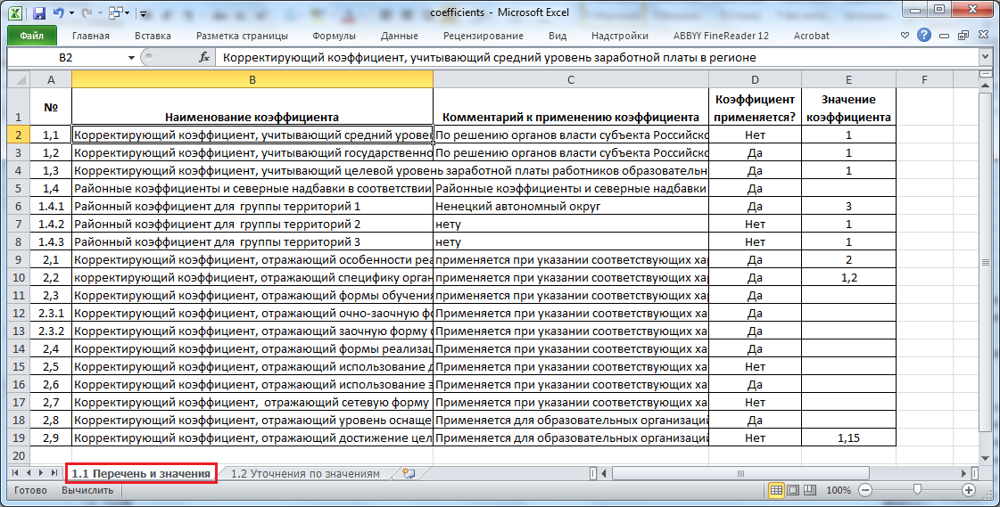 coefficients - Microsoft Excel
Файл Главная Вставка Разметка страницы Формулы Данные Рецензирование Вид Надстройки ABBYY FineReader 12 Acrobat
B2 fx Корректирующий коэффициент, учитывающий средний уровень заработной платы в регионе
A B C D E F
1 № Наименование коэффициента Комментарий к применению коэффициента Коэффициент применяется? Значение коэффициента
2 1,1 Корректирующий коэффициент, учитывающий средний уровен По решению органов власти субъекта Российско Нет 1
3 1,2 Корректирующий коэффициент, учитывающий государственно По решению органов власти субъекта Российско Да 1
4 1,3 Корректирующий коэффициент, учитывающий целевой уровень заработной платы работников образовательн Да 1
5 1,4 Районные коэффициенты и северные надбавки в соответствии Районные коэффициенты и северные надбавки Да
6 1.4.1 Районный коэффициент для группы территорий 1 Ненецкий автономный округ Да 3
7 1.4.2 Районный коэффициент для группы территорий 2 нету Нет 1
8 1.4.3 Районный коэффициент для группы территорий 3 нету Нет 1
9 2,1 Корректирующий коэффициент, отражающий особенности реа применяется при указании соответствующих хар Да 2
10 2,2 корректирующий коэффициент, отражающий специфику орган применяется при указании соответствующих хар Да 1,2
11 2,3 Корректирующий коэффициент, отражающий формы обучения Применяется при указании соответствующих ха Да
12 2.3.1 Корректирующий коэффициент, отражающий очно-заочную фо Применяется при указании соответствующих ха Да
13 2.3.2 Корректирующий коэффициент, отражающий заочную форму о Применяется при указании соответствующих ха Да
14 2,4 Корректирующий коэффициент, отражающий формы реализац Применяется при указании соответствующих ха Да
15 2,5 Корректирующий коэффициент, отражающий использование д Применяется при указании соответствующих ха Нет
16 2,6 Корректирующий коэффициент, отражающий использование э Применяется при указании соответствующих ха Да
17 2,7 Корректирующий коэффициент, отражающий сетевую форму Применяется при указании соответствующих ха Нет
18 2,8 Корректирующий коэффициент, отражающий уровень оснаще Применяется для образовательных организаций Да
19 2,9 Корректирующий коэффициент, отражающий достижение цел Применяется для образовательных организаций Нет 1,15
20
1.1 Перечень и значения 1.2 Уточнения по значениям
Готово Вычислить 100%